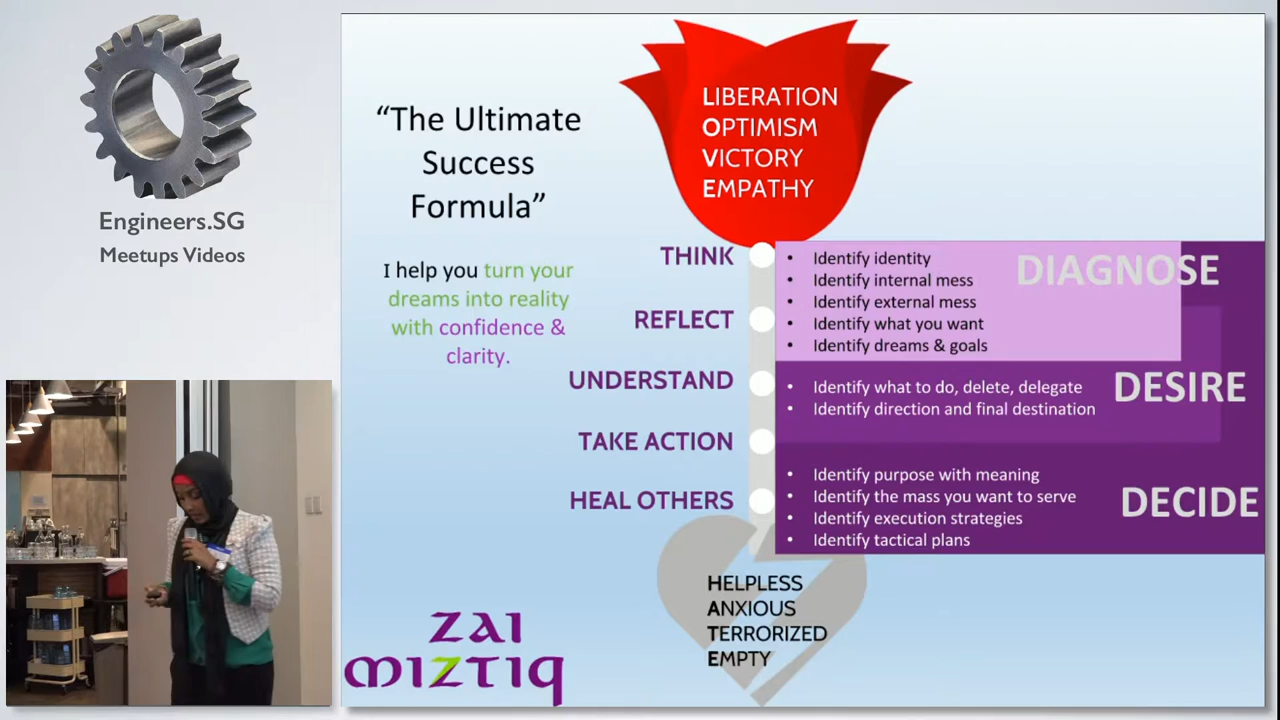 Engineers.SG
Meetups Videos
“The Ultimate
Success
Formula”
I help you turn your
dreams into reality
with confidence &
clarity.
LIBERATION
OPTIMISM
VICTORY
EMPATHY
THINK
REFLECT
UNDERSTAND
TAKE ACTION
HEAL OTHERS
• Identify identity
• Identify internal mess
• Identify external mess
• Identify what you want
• Identify dreams & goals
DIAGNOSE
• Identify what to do, delete, delegate
• Identify direction and final destination
DESIRE
• Identify purpose with meaning
• Identify the mass you want to serve
• Identify execution strategies
• Identify tactical plans
DECIDE
HELPLESS
ANXIOUS
TERRORIZED
EMPTY
ZAI
MIZTIQ